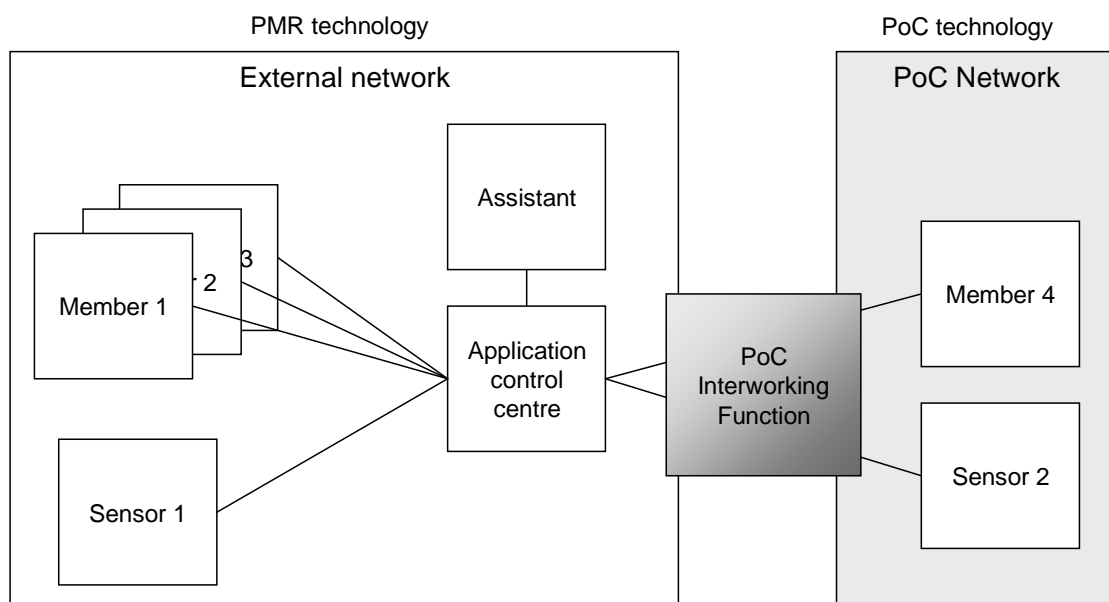 PMR technology
PoC technology
External network
PoC Network
Assistant
3
2
Member 1
Member 4
Application
control
centre
PoC
Interworking
Function
Sensor 1
Sensor 2